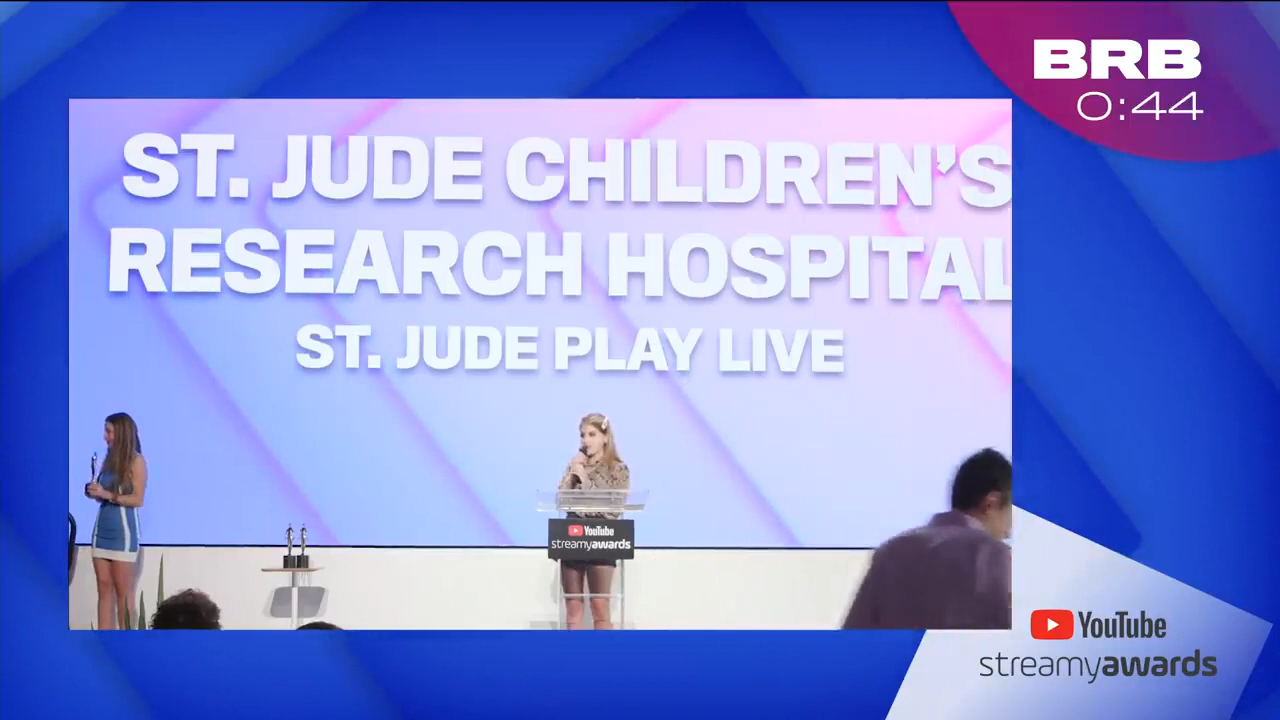 BRB
0:44
ST. JUDE CHILDREN'S
RESEARCH HOSPITAL
ST. JUDE PLAY LIVE
YouTube
streamyawards
YouTube
streamyawards